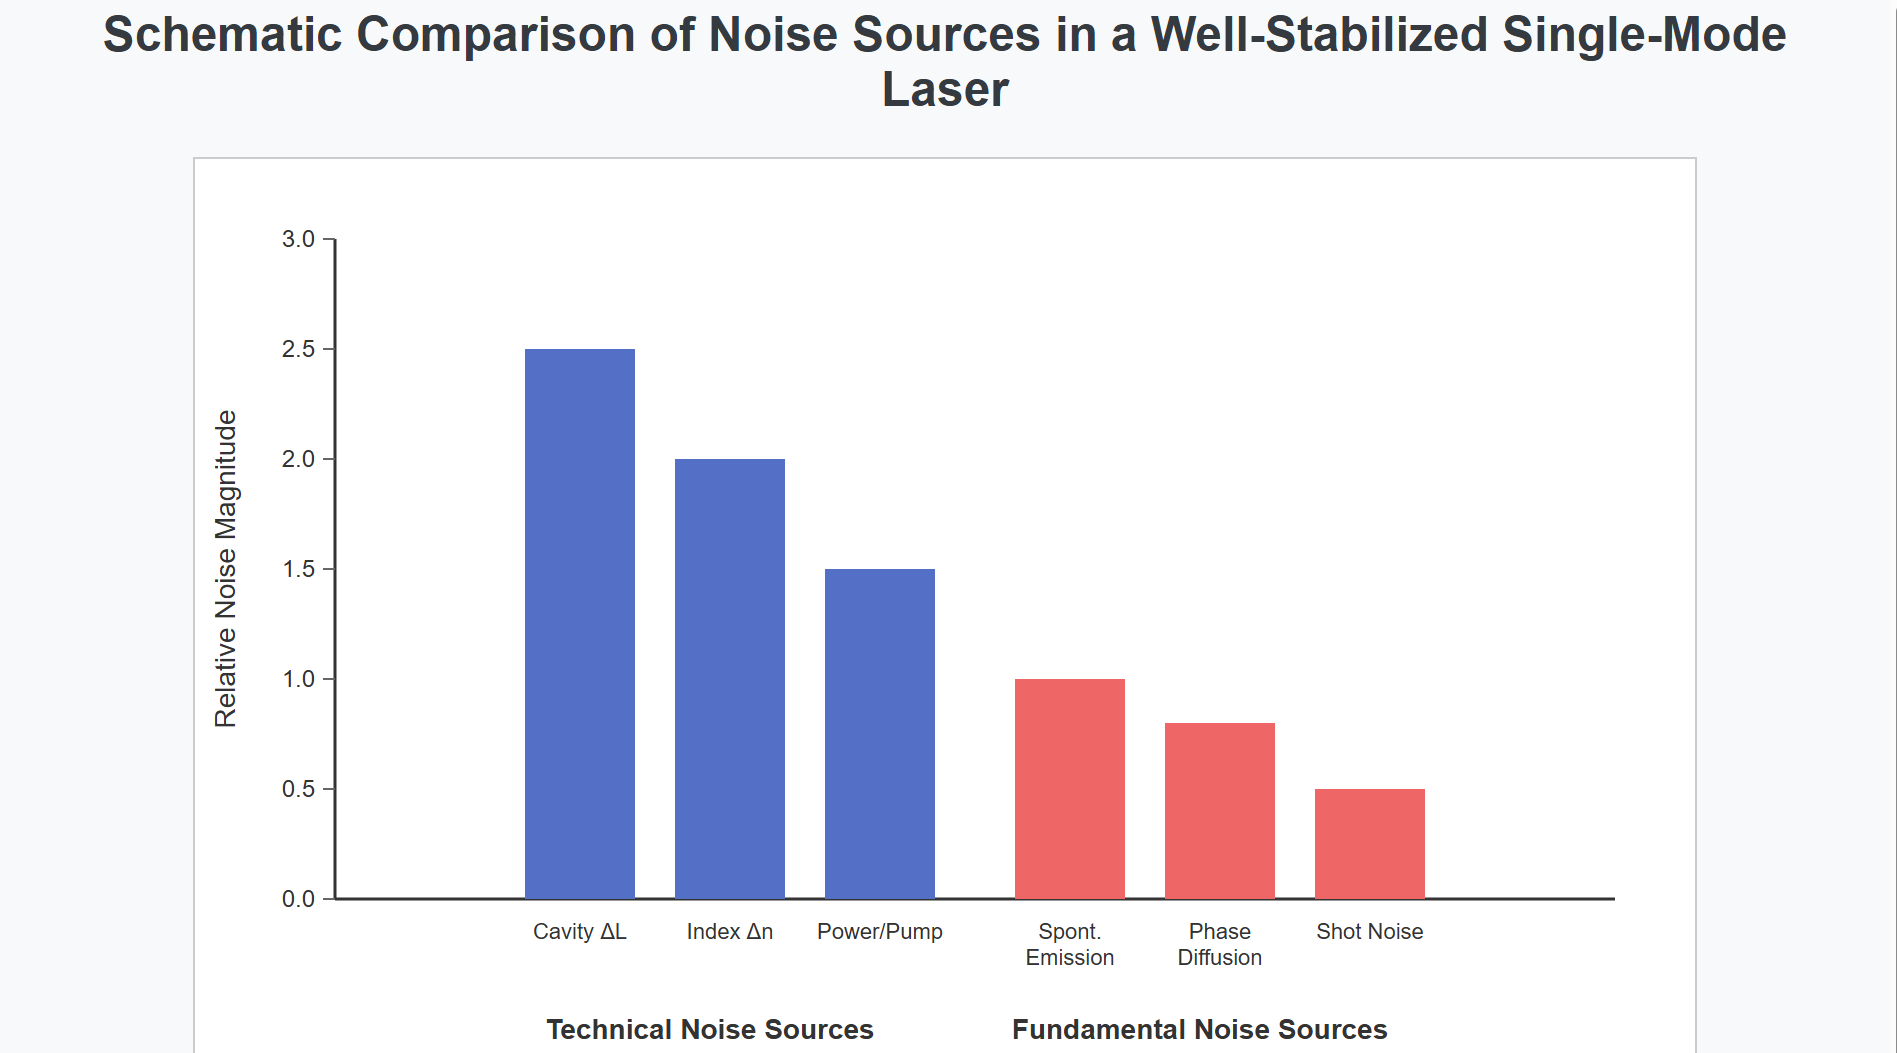 Schematic Comparison of Noise Sources in a Well-Stabilized Single-Mode
Laser
3.0
2.5
2.0
1.5
1.0
0.5
0.0
Relative Noise Magnitude
Cavity ΔL
Index Δn
Power/Pump
Spont.
Emission
Phase
Diffusion
Shot Noise
Technical Noise Sources
Fundamental Noise Sources